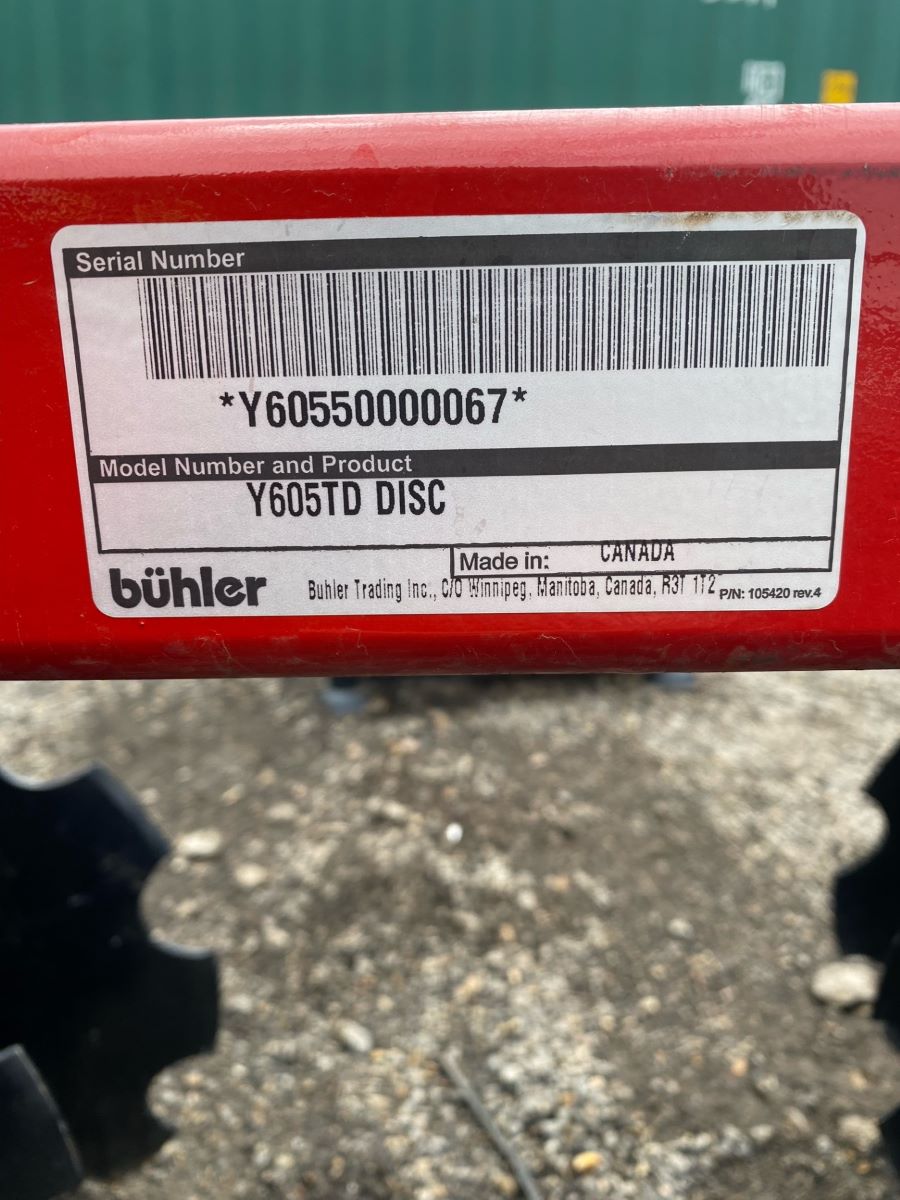 Serial Number
*Y60550000067*
Model Number and Product
Y605TD DISC
Made in: CANADA
bühler
Buhler Trading Inc., C/O Winnipeg, Manitoba, Canada, R3T 1T2
P/N: 105420 rev.4